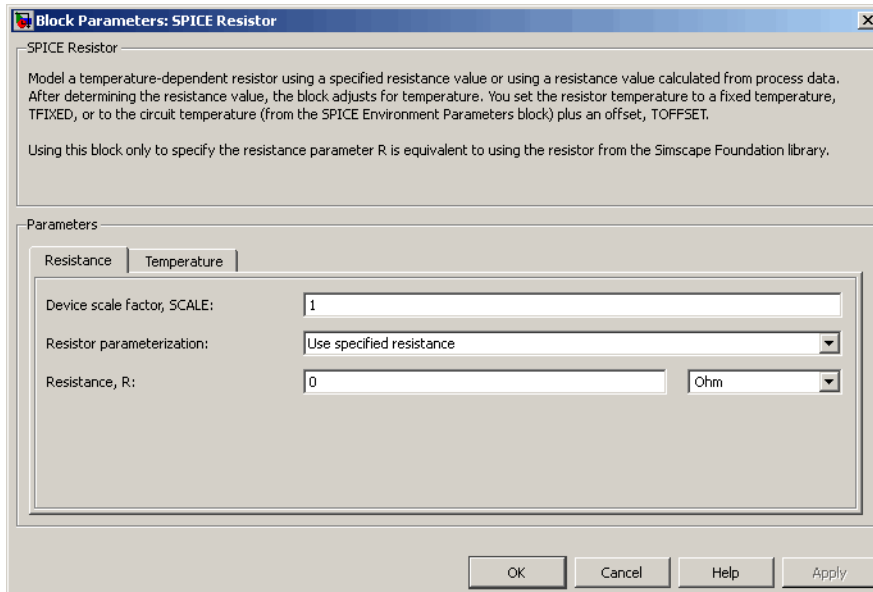 Block Parameters: SPICE Resistor
SPICE Resistor
Model a temperature-dependent resistor using a specified resistance value or using a resistance value calculated from process data.
After determining the resistance value, the block adjusts for temperature. You set the resistor temperature to a fixed temperature,
TFIXED, or to the circuit temperature (from the SPICE Environment Parameters block) plus an offset, TOFFSET.
Using this block only to specify the resistance parameter R is equivalent to using the resistor from the Simscape Foundation library.
Parameters
Resistance Temperature
Device scale factor, SCALE: 1
Resistor parameterization: Use specified resistance
Resistance, R: 0 Ohm
OK Cancel Help Apply